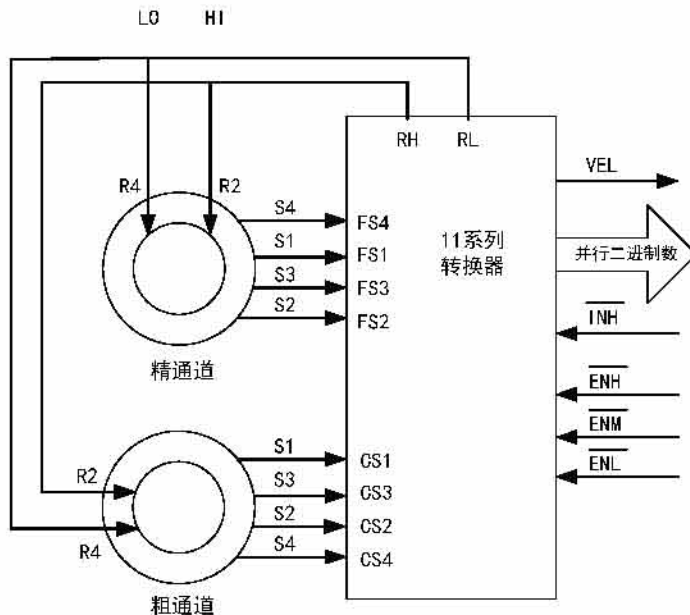 LO HI
RH RL
VEL
R4 R2
S4 FS4
S1 FS1
S3 FS3
S2 FS2
11系列
转换器
并行二进制数
INH
精通道
ENH
ENM
ENL
S1 CS1
R2 S3 CS3
S2 CS2
R4 S4 CS4
粗通道